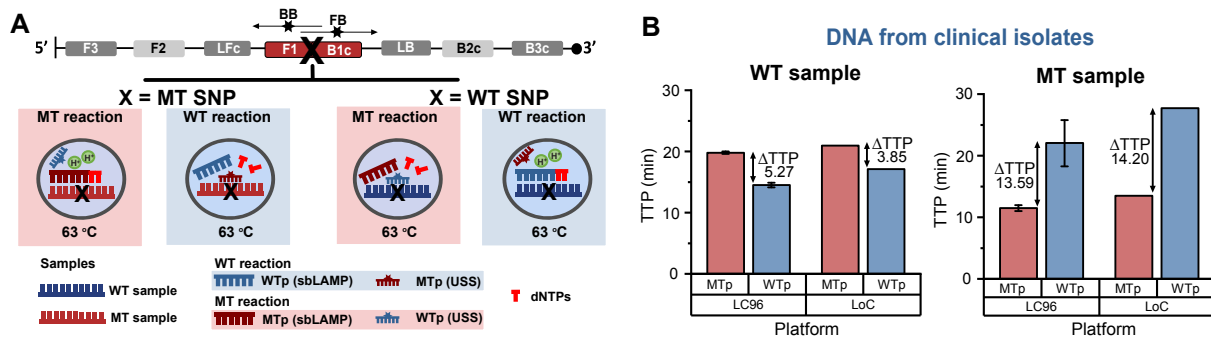 A
BB
FB
5’
F3
F2
LFc
F1
X
B1c
LB
B2c
B3c
3’
X = MT SNP
X = WT SNP
MT reaction
WT reaction
MT reaction
WT reaction
H⁺
H⁺
H⁺
H⁺
X
X
X
X
63 °C
63 °C
63 °C
63 °C
Samples
WT sample
MT sample
WT reaction
WTp (sbLAMP)
MTp (USS)
MT reaction
MTp (sbLAMP)
WTp (USS)
dNTPs
B
DNA from clinical isolates
WT sample
TTP (min)
30
20
10
0
ΔTTP
5.27
ΔTTP
3.85
MTp
WTp
MTp
WTp
LC96
LoC
Platform
MT sample
TTP (min)
30
20
10
0
ΔTTP
13.59
ΔTTP
14.20
MTp
WTp
MTp
WTp
LC96
LoC
Platform